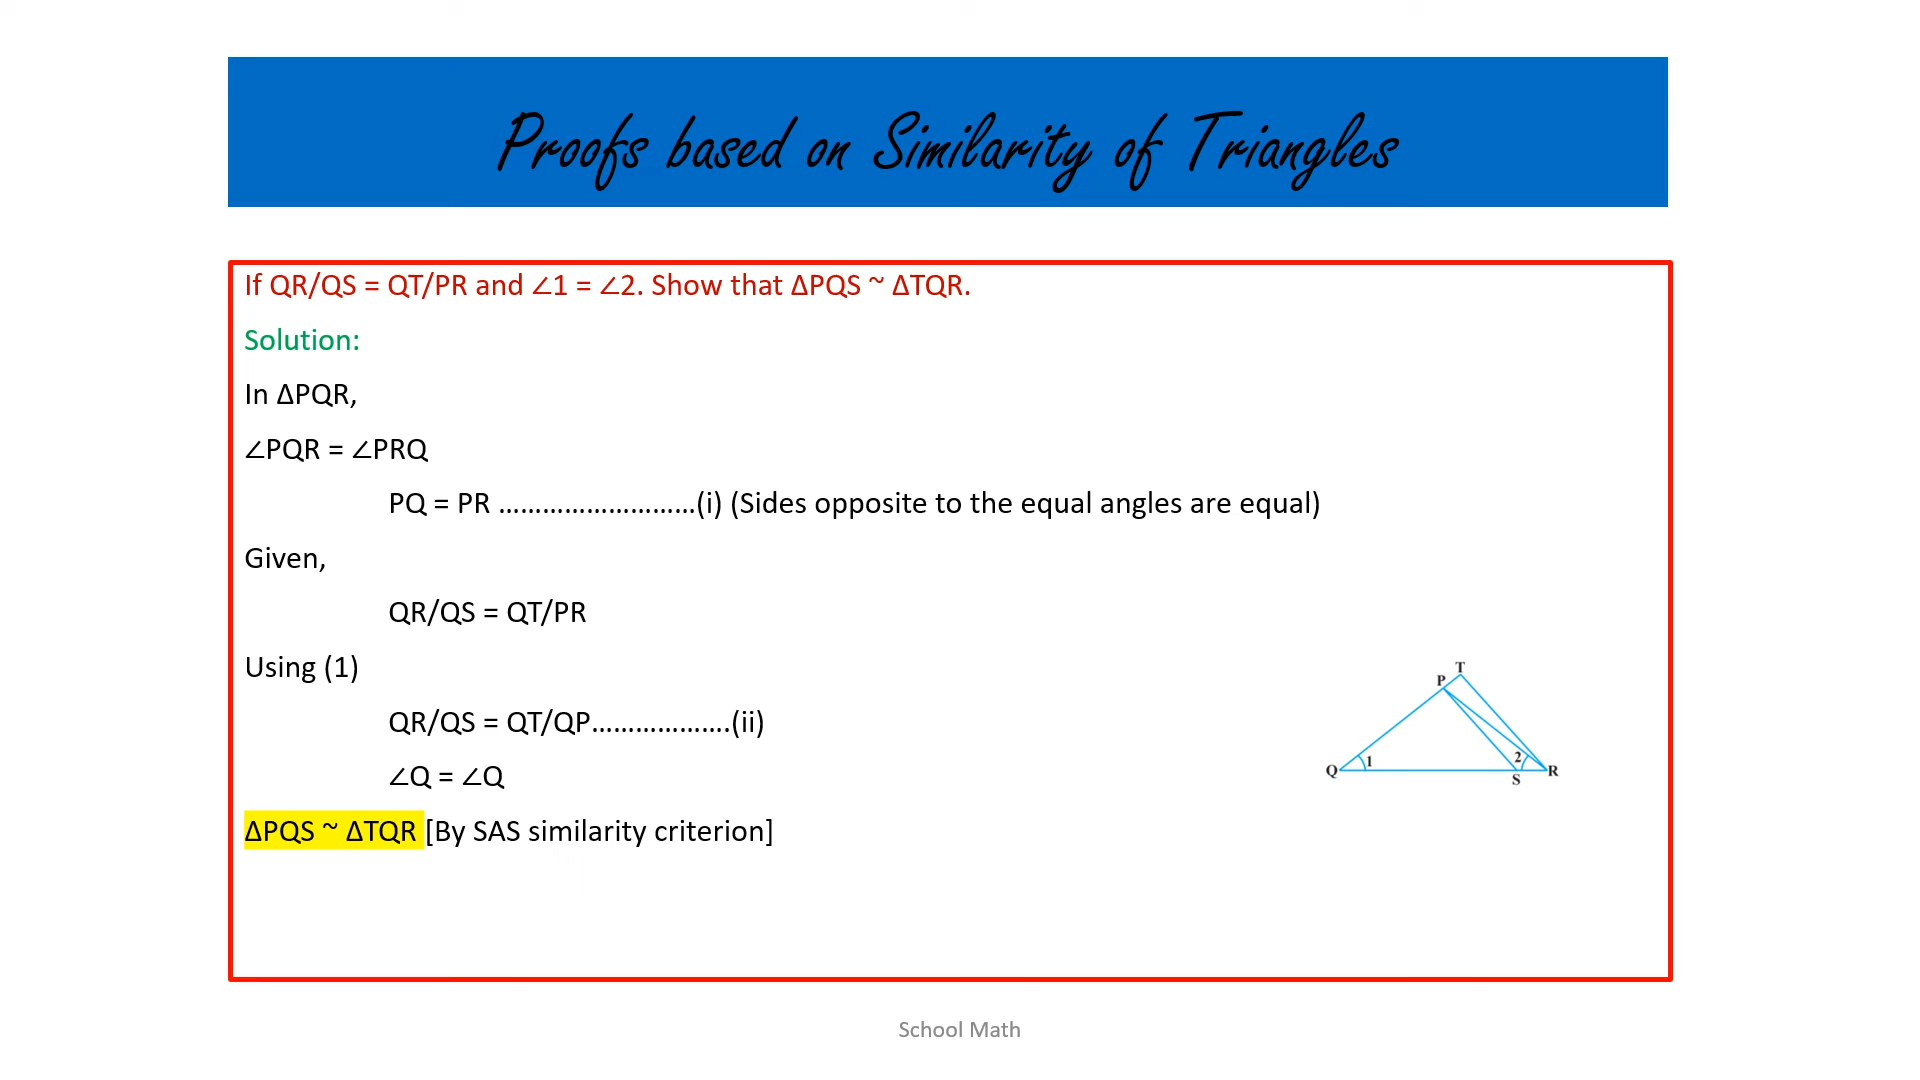 Proofs based on Similarity of Triangles
If QR/QS = QT/PR and ∠1 = ∠2. Show that ΔPQS ~ ΔTQR.
Solution:
In ΔPQR,
∠PQR = ∠PRQ
PQ = PR ………………………(i) (Sides opposite to the equal angles are equal)
Given,
QR/QS = QT/PR
Using (1)
QR/QS = QT/QP……………….(ii)
∠Q = ∠Q
ΔPQS ~ ΔTQR [By SAS similarity criterion]
T
P
1
2
Q
R
S
School Math